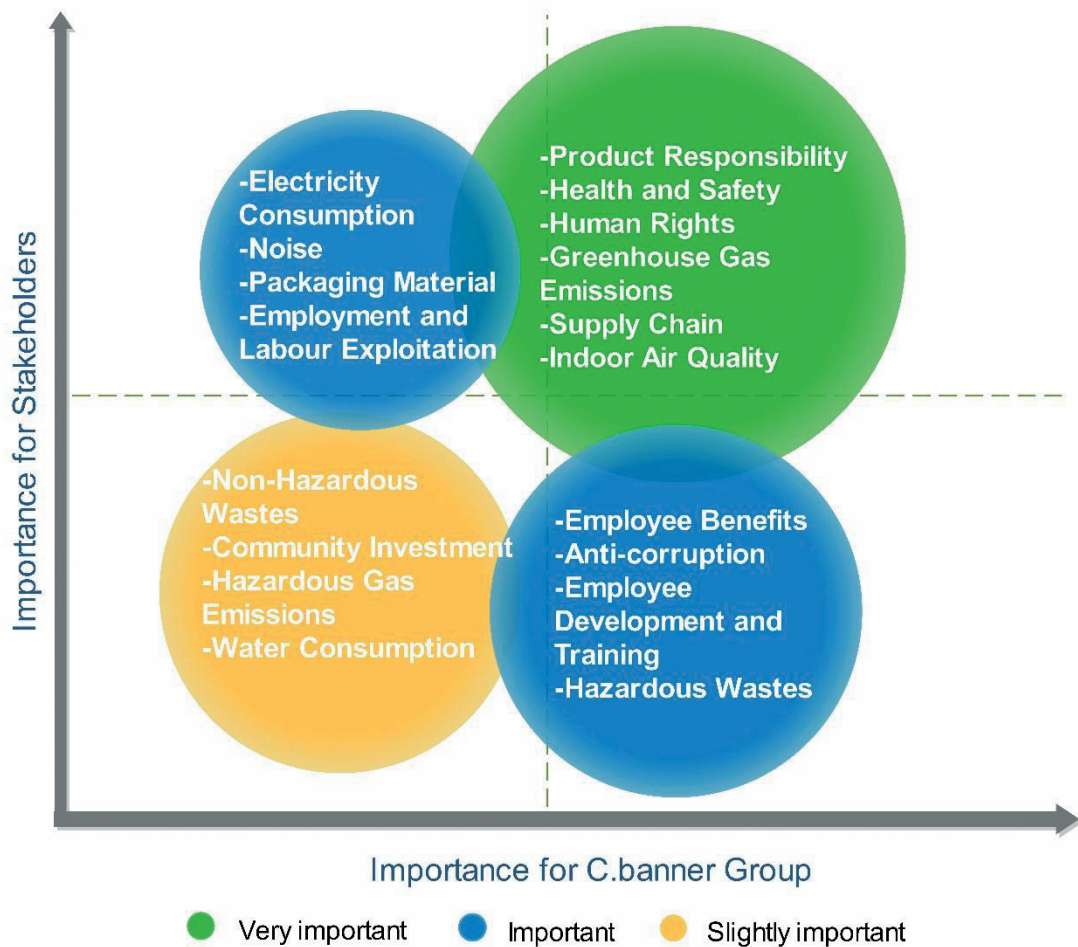 Importance for Stakeholders
-Electricity
Consumption
-Noise
-Packaging Material
-Employment and
Labour Exploitation
-Product Responsibility
-Health and Safety
-Human Rights
-Greenhouse Gas
Emissions
-Supply Chain
-Indoor Air Quality
-Non-Hazardous
Wastes
-Community Investment
-Hazardous Gas
Emissions
-Water Consumption
-Employee Benefits
-Anti-corruption
-Employee
Development and
Training
-Hazardous Wastes
Importance for C.banner Group
Very important
Important
Slightly important